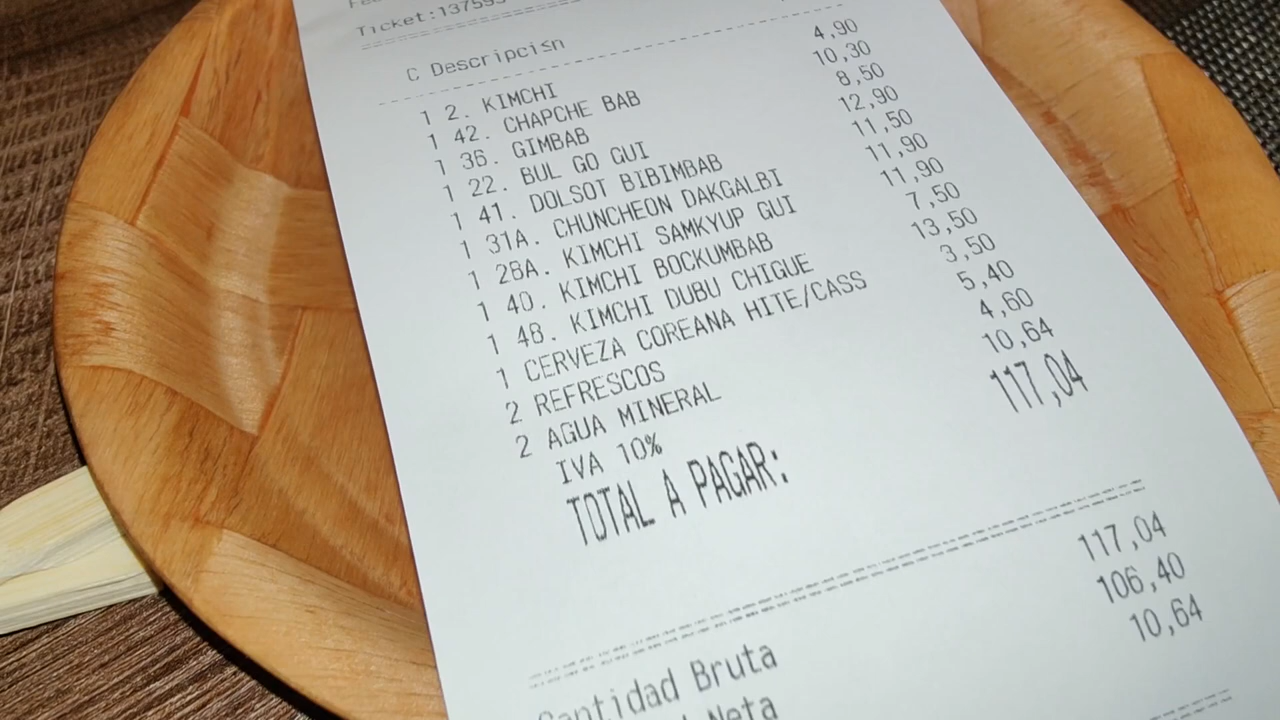 Ticket:137593
C Descripci≤n
1 2. KIMCHI 4,90
1 42. CHAPCHE BAB 10,30
1 36. GIMBAB 8,50
1 22. BUL GO GUI 12,90
1 41. DOLSOT BIBIMBAB 11,50
1 31A. CHUNCHEON DAKGALBI 11,90
1 28A. KIMCHI SAMKYUP GUI 11,90
1 40. KIMCHI BOCKUMBAB 7,50
1 48. KIMCHI DUBU CHIGUE 13,50
1 CERVEZA COREANA HITE/CASS 3,50
2 REFRESCOS 5,40
2 AGUA MINERAL 4,60
IVA 10% 10,64
TOTAL A PAGAR: 117,04
Cantidad Bruta 117,04
Neta 106,40
10,64